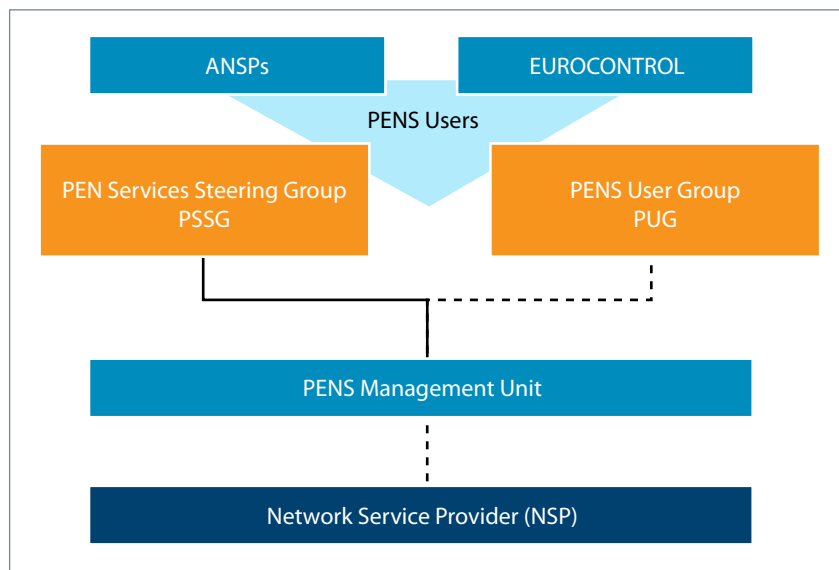 ANSPs
EUROCONTROL
PENS Users
PEN Services Steering Group
PSSG
PENS User Group
PUG
PENS Management Unit
Network Service Provider (NSP)